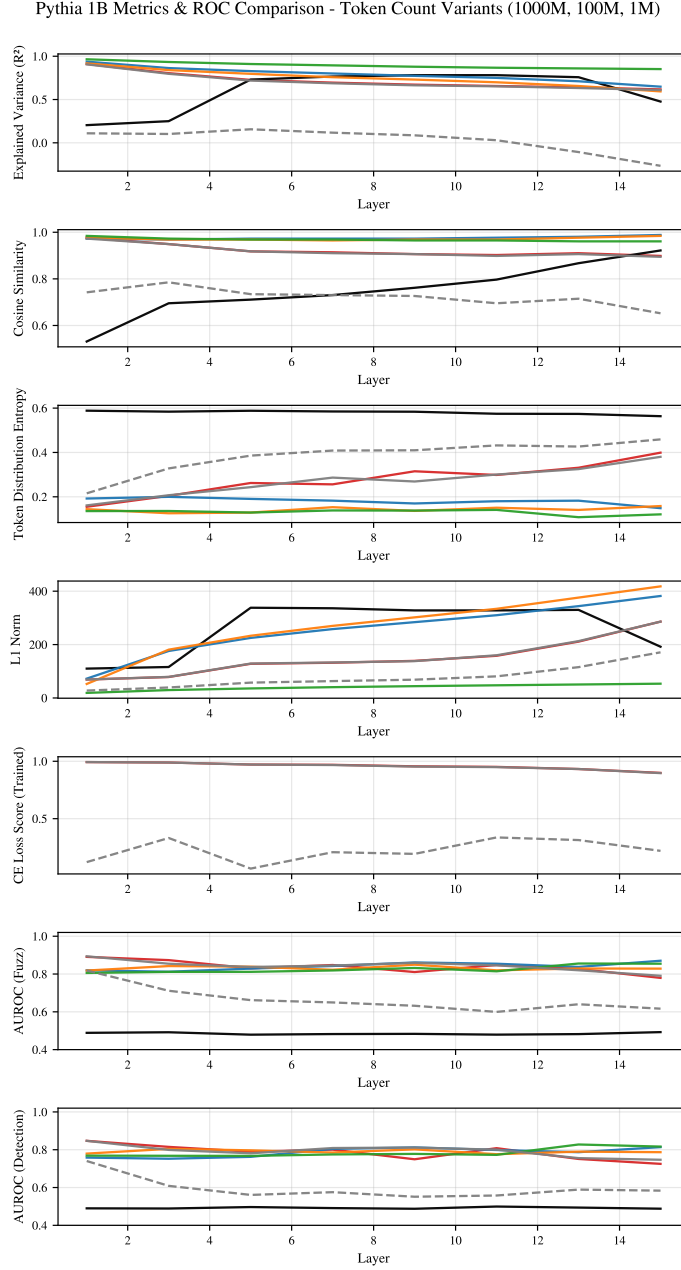 Pythia 1B Metrics & ROC Comparison - Token Count Variants (1000M, 100M, 1M)
Explained Variance (R²)
1.0
0.5
0.0
2 4 6 8 10 12 14
Layer
Cosine Similarity
1.0
0.8
0.6
2 4 6 8 10 12 14
Layer
Token Distribution Entropy
0.6
0.4
0.2
2 4 6 8 10 12 14
Layer
L1 Norm
400
200
0
2 4 6 8 10 12 14
Layer
CE Loss Score (Trained)
1.0
0.5
2 4 6 8 10 12 14
Layer
AUROC (Fuzz)
1.0
0.8
0.6
0.4
2 4 6 8 10 12 14
Layer
AUROC (Detection)
1.0
0.8
0.6
0.4
2 4 6 8 10 12 14
Layer